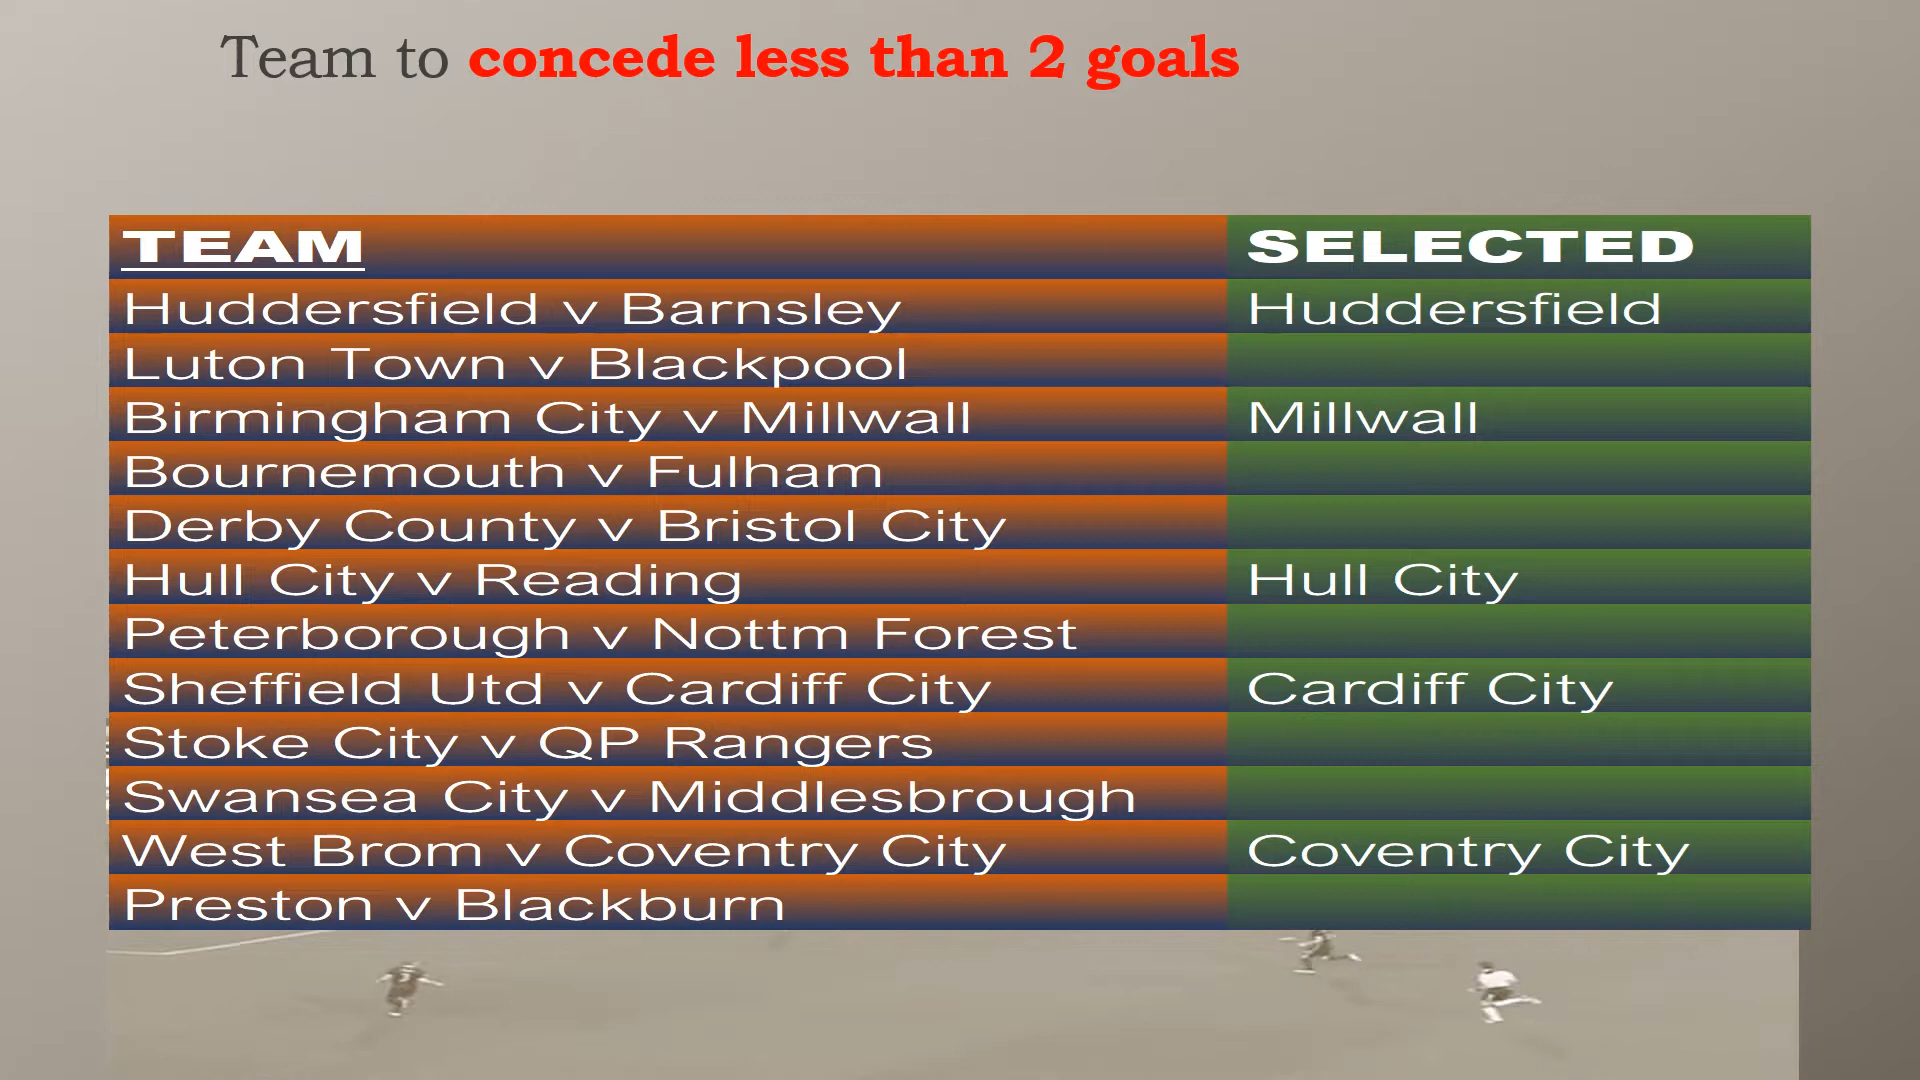 Team to concede less than 2 goals
TEAM SELECTED
Huddersfield v Barnsley Huddersfield
Luton Town v Blackpool
Birmingham City v Millwall Millwall
Bournemouth v Fulham
Derby County v Bristol City
Hull City v Reading Hull City
Peterborough v Nottm Forest
Sheffield Utd v Cardiff City Cardiff City
Stoke City v QP Rangers
Swansea City v Middlesbrough
West Brom v Coventry City Coventry City
Preston v Blackburn